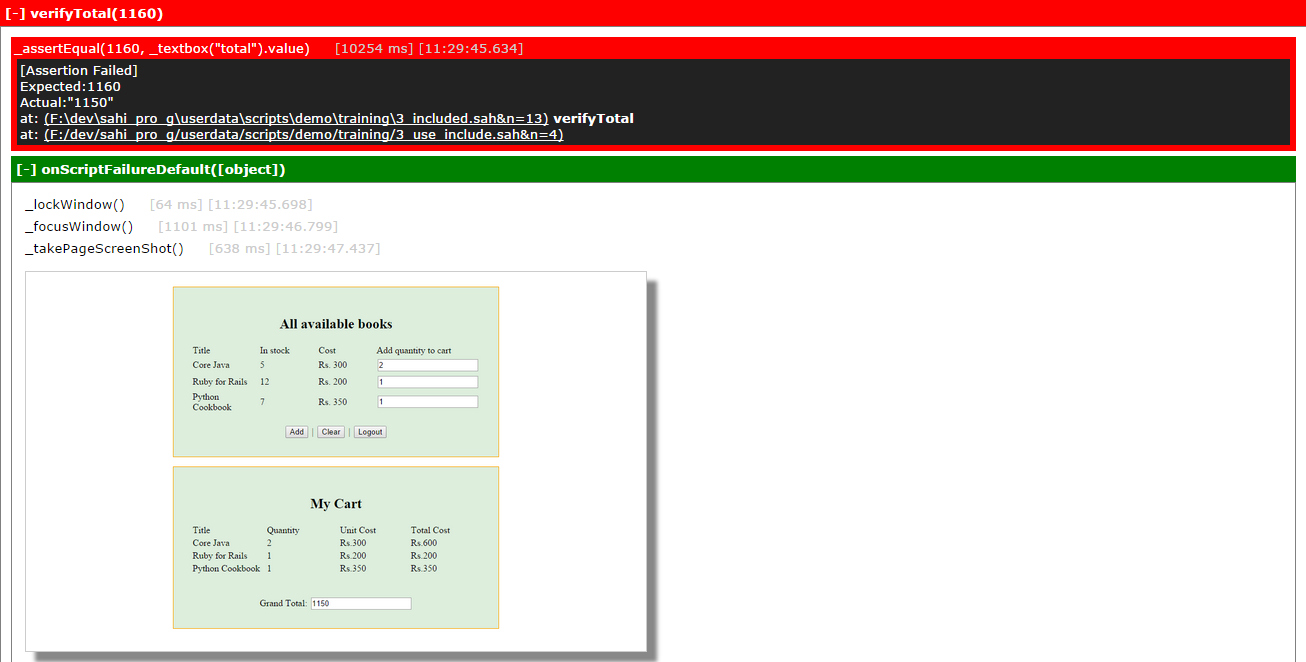 [-] verifyTotal(1160)
_assertEqual(1160, _textbox("total").value) [10254 ms] [11:29:45.634]
[Assertion Failed]
Expected:1160
Actual:"1150"
at: (F:\dev\sahi_pro_g\userdata\scripts\demo\training\3_included.sah&n=13) verifyTotal
at: (F:/dev/sahi_pro_g/userdata/scripts/demo/training/3_use_include.sah&n=4)
[-] onScriptFailureDefault([object])
_lockWindow() [64 ms] [11:29:45.698]
_focusWindow() [1101 ms] [11:29:46.799]
_takePageScreenShot() [638 ms] [11:29:47.437]
All available books
Title In stock Cost Add quantity to cart
Core Java 5 Rs. 300 2
Ruby for Rails 12 Rs. 200 1
Python
Cookbook 7 Rs. 350 1
Add | Clear | Logout
My Cart
Title Quantity Unit Cost Total Cost
Core Java 2 Rs.300 Rs.600
Ruby for Rails 1 Rs.200 Rs.200
Python Cookbook 1 Rs.350 Rs.350
Grand Total: 1150